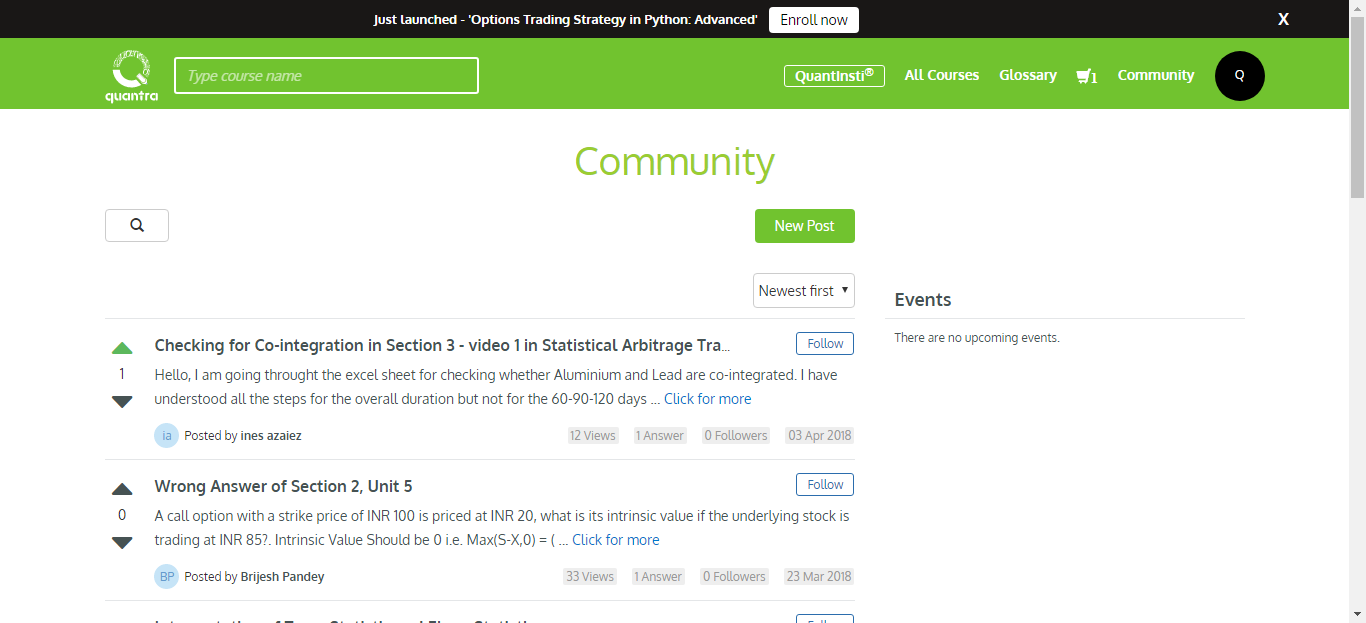 Just launched - 'Options Trading Strategy in Python: Advanced' Enroll now X
quantra
Type course name
QuantInsti® All Courses Glossary 1 Community Q
Community
New Post
Newest first
Events
There are no upcoming events.
Checking for Co-integration in Section 3 - video 1 in Statistical Arbitrage Tra...
Follow
1
Hello, I am going throught the excel sheet for checking whether Aluminium and Lead are co-integrated. I have
understood all the steps for the overall duration but not for the 60-90-120 days ... Click for more
ia Posted by ines azaiez 12 Views 1 Answer 0 Followers 03 Apr 2018
Wrong Answer of Section 2, Unit 5
Follow
0
A call option with a strike price of INR 100 is priced at INR 20, what is its intrinsic value if the underlying stock is
trading at INR 85?. Intrinsic Value Should be 0 i.e. Max(S-X,0) = ( ... Click for more
BP Posted by Brijesh Pandey 33 Views 1 Answer 0 Followers 23 Mar 2018